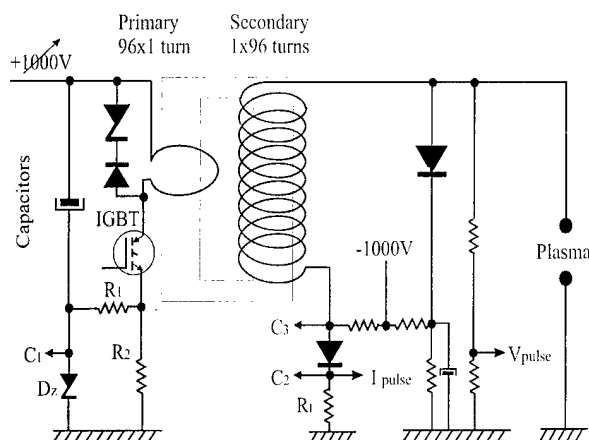 Primary
96x1 turn
Secondary
1x96 turns
+1000V
Capacitors
IGBT
-1000V
Plasma
R1
C1
R2
DZ
C3
C2
I pulse
R1
Vpulse